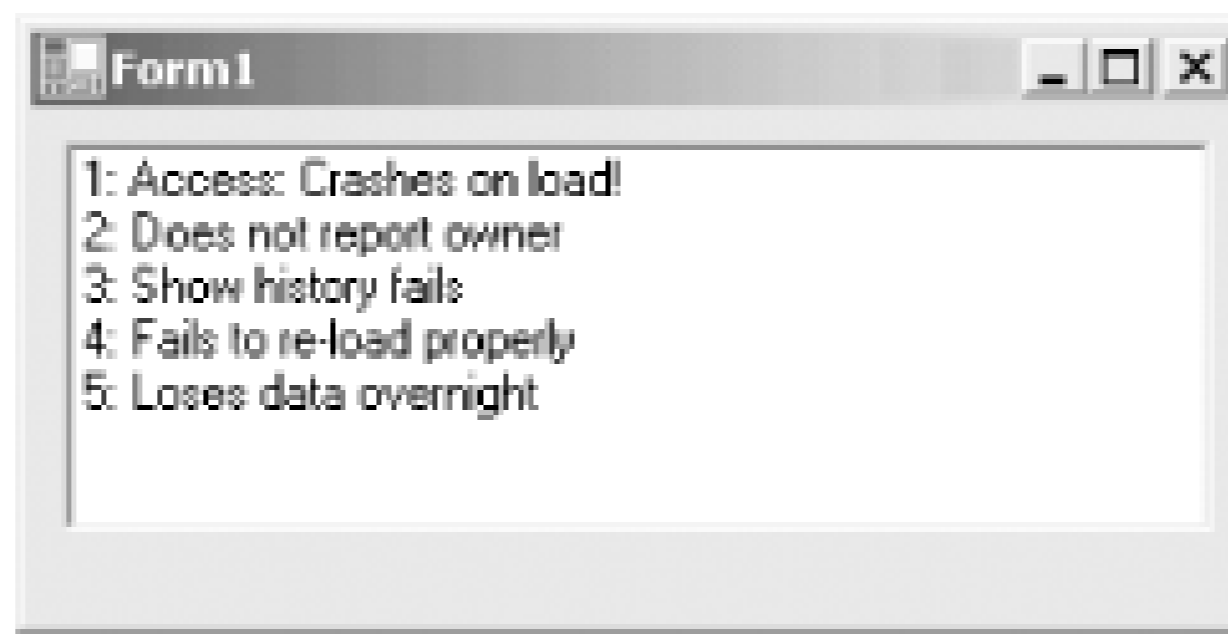 Form1
1: Access: Crashes on load!
2: Does not report owner
3: Show history fails
4: Fails to re-load properly
5: Loses data overnight